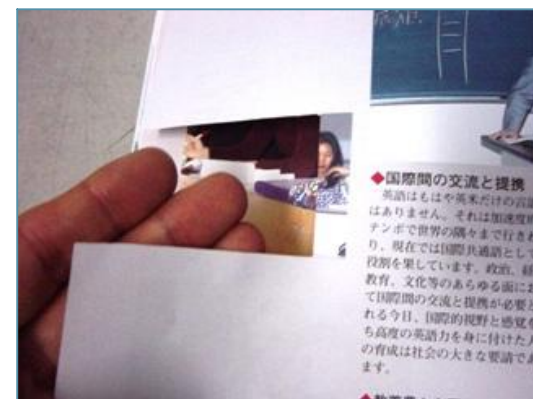 ◆国際間の交流と提携
英語はもはや英米だけの言語
はありません。それは加速度的
テンポで世界の隅々まで行きわ
り、現在では国際共通語として
役割を果しています。政治、経
教育、文化等のあらゆる面にお
て国際間の交流と提携が必要と
れる今日、国際的視野と感覚を
ち高度の英語力を身に付けた人
の育成は社会の大きな要請であ
ます。